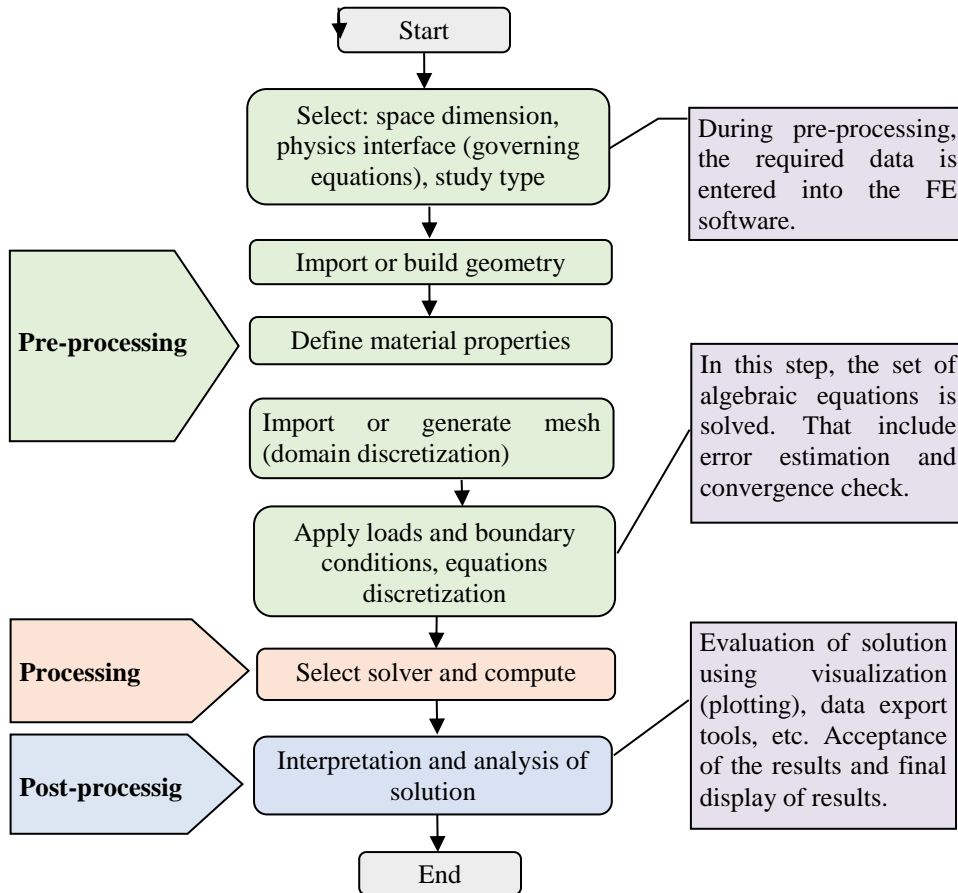 Start
Select: space dimension,
physics interface (governing
equations), study type
During pre-processing,
the required data is
entered into the FE
software.
Import or build geometry
Pre-processing
Define material properties
In this step, the set of
algebraic equations is
solved. That include
error estimation and
convergence check.
Import or generate mesh
(domain discretization)
Apply loads and boundary
conditions, equations
discretization
Processing
Select solver and compute
Evaluation of solution
using visualization
(plotting), data export
tools, etc. Acceptance
of the results and final
display of results.
Post-processig
Interpretation and analysis of
solution
End